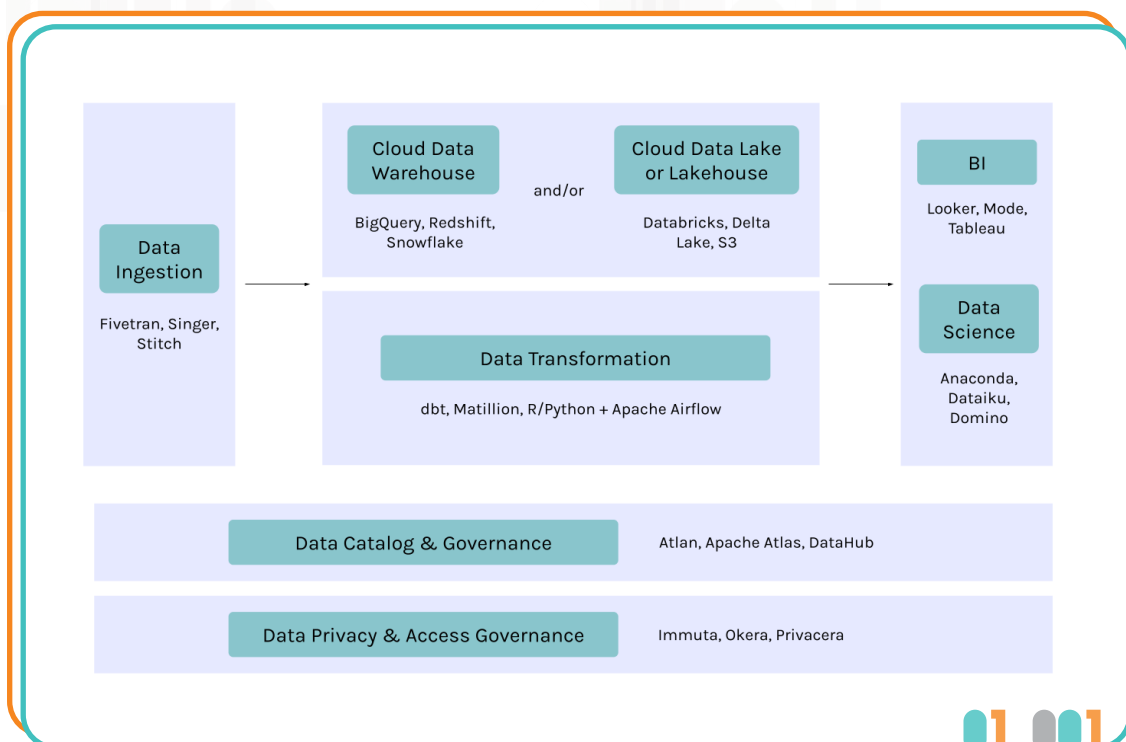 Data
Ingestion
Fivetran, Singer,
Stitch
Cloud Data
Warehouse
BigQuery, Redshift,
Snowflake
and/or
Cloud Data Lake
or Lakehouse
Databricks, Delta
Lake, S3
Data Transformation
dbt, Matillion, R/Python + Apache Airflow
BI
Looker, Mode,
Tableau
Data
Science
Anaconda,
Dataiku,
Domino
Data Catalog & Governance
Atlan, Apache Atlas, DataHub
Data Privacy & Access Governance
Immuta, Okera, Privacera